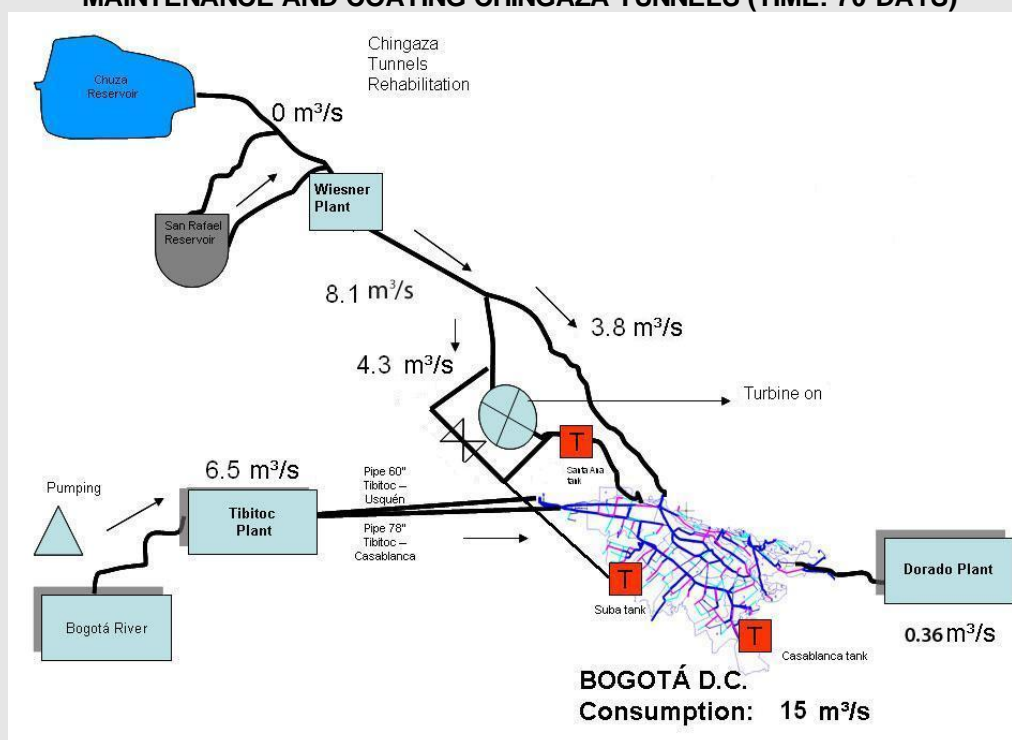 MAINTENANCE AND COATING CHINGAZA TUNNELS (TIME: 70 DAYS)
Chingaza
Tunnels
Rehabilitation
Chuza
Reservoir
0 m³/s
Wiesner
Plant
San Rafael
Reservoir
8.1 m³/s
3.8 m³/s
4.3 m³/s
Turbine on
T
Santa Ana
tank
6.5 m³/s
Pumping
Tibitoc
Plant
Pipe 60"
Tibitoc –
Usquén
Pipe 78"
Tibitoc –
Casablanca
Bogotá River
T
Suba tank
T
Casablanca tank
Dorado Plant
0.36 m³/s
BOGOTÁ D.C.
Consumption: 15 m³/s